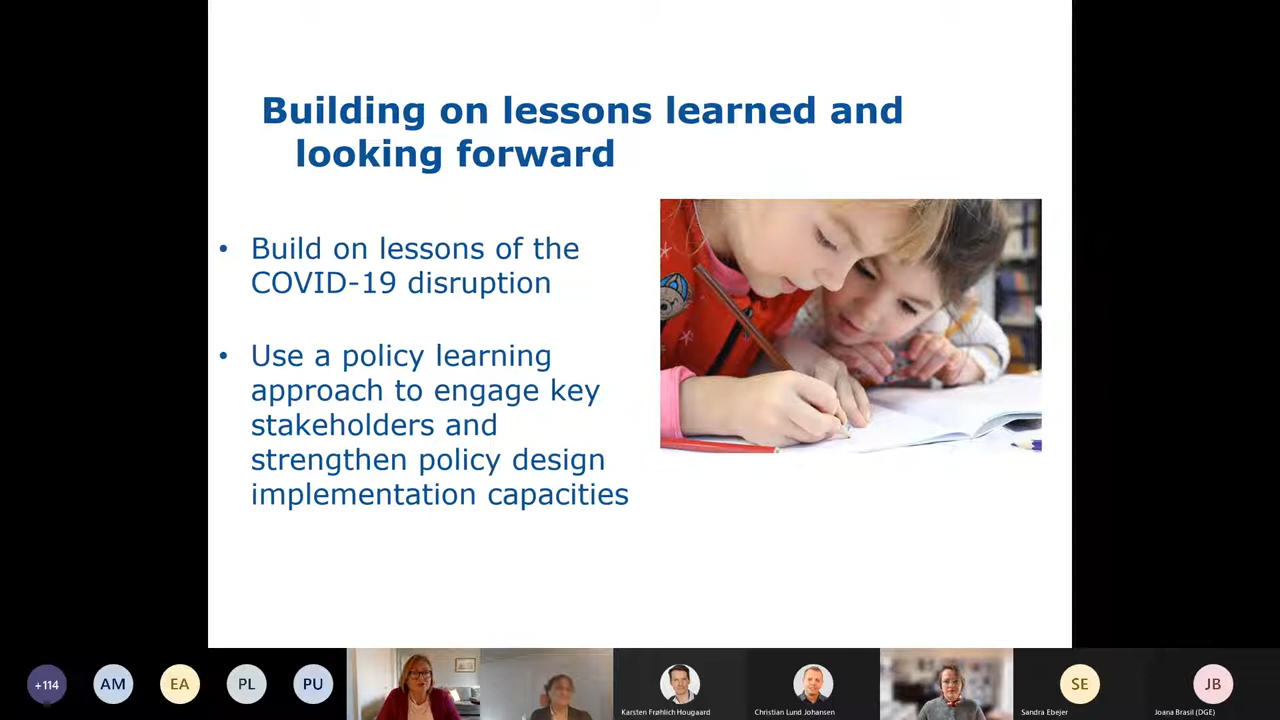 Building on lessons learned and
looking forward
• Build on lessons of the
COVID-19 disruption
• Use a policy learning
approach to engage key
stakeholders and
strengthen policy design
implementation capacities
+114
AM
EA
PL
PU
Karsten Frøhlich Hougaard
Christian Lund Johansen
SE
Sandra Ebejer
JB
Joana Brasil (DGE)